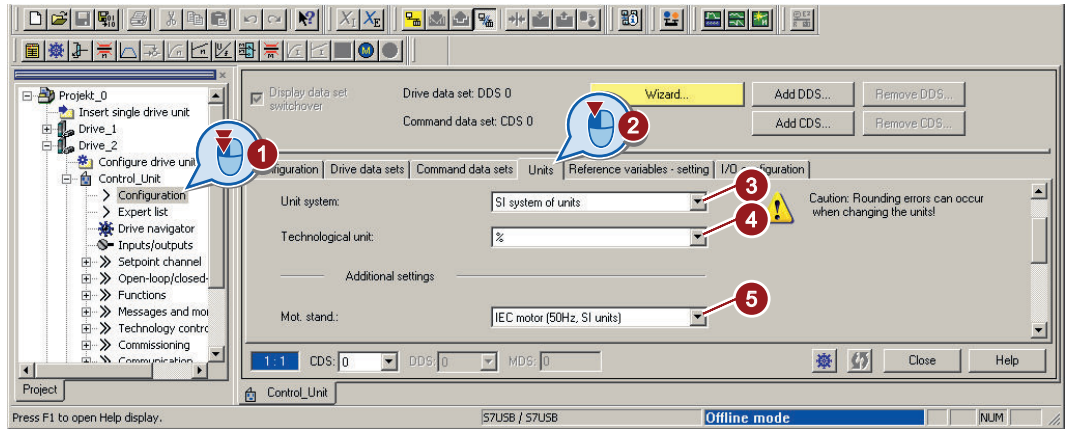 Display data set
switchover
Drive data set: DDS 0
Wizard...
Add DDS...
Remove DDS...
Command data set: CDS 0
2
Add CDS...
Remove CDS...
Projekt_0
Insert single drive unit
Drive_1
Drive_2
Configure drive unit
Control_Unit
Configuration
Expert list
Drive navigator
Inputs/outputs
Setpoint channel
Open-loop/closed-
Functions
Messages and
Technology
Commissioning
Communication
Project
1
Drive data sets
Command data sets
Units
Reference variables - setting
Unit system:
SI system of units
3
Caution: Rounding errors can occur
when changing the units!
Technological unit:
%
4
Additional settings
Mot. stand.:
IEC motor (50Hz, SI units)
5
1:1
CDS: 0
DDS: 0
MDS: 0
Close
Help
Control_Unit
Press F1 to open Help display.
S7USB / S7USB
Offline mode
NUM